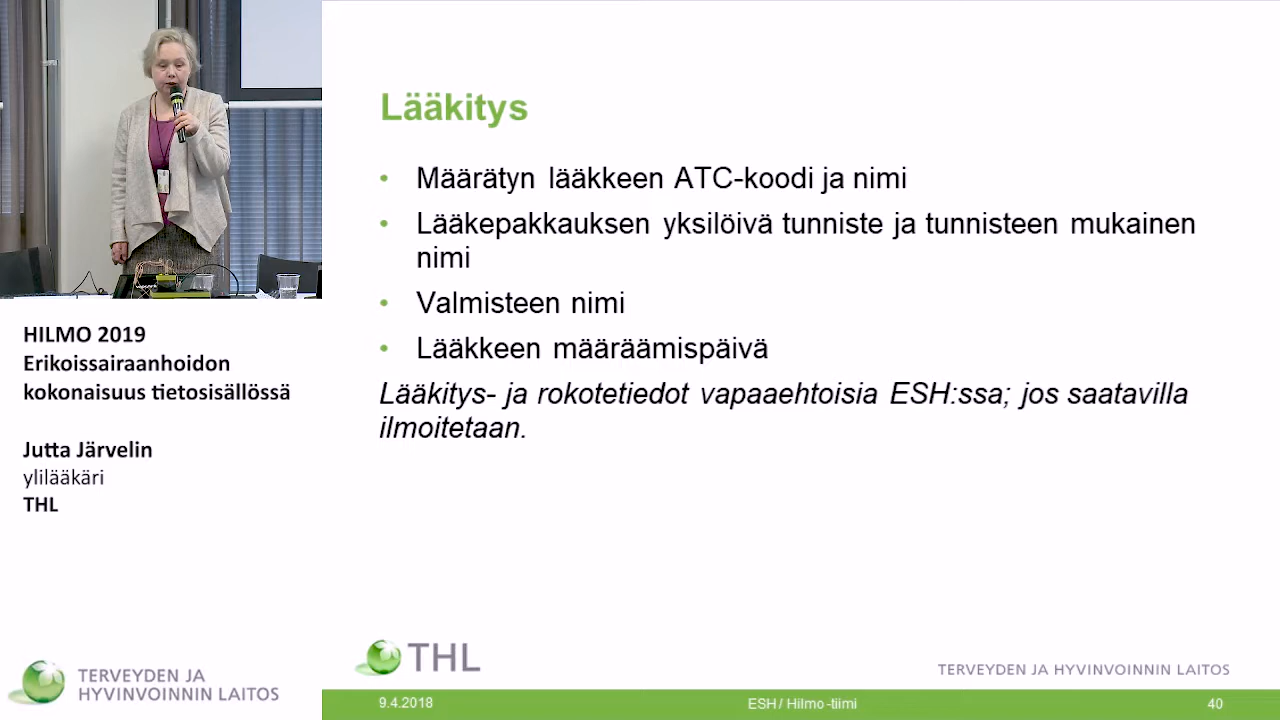 HILMO 2019
Erikoissairaanhoidon
kokonaisuus tietosisällössä
Jutta Järvelin
ylilääkäri
THL
TERVEYDEN JA
HYVINVOINNIN LAITOS
Lääkitys
• Määrätyn lääkkeen ATC-koodi ja nimi
• Lääkepakkauksen yksilöivä tunniste ja tunnisteen mukainen
nimi
• Valmisteen nimi
• Lääkkeen määräämispäivä
Lääkitys- ja rokotetiedot vapaaehtoisia ESH:ssa; jos saatavilla
ilmoitetaan.
THL
TERVEYDEN JA HYVINVOINNIN LAITOS
9.4.2018
ESH / Hilmo -tiimi
40